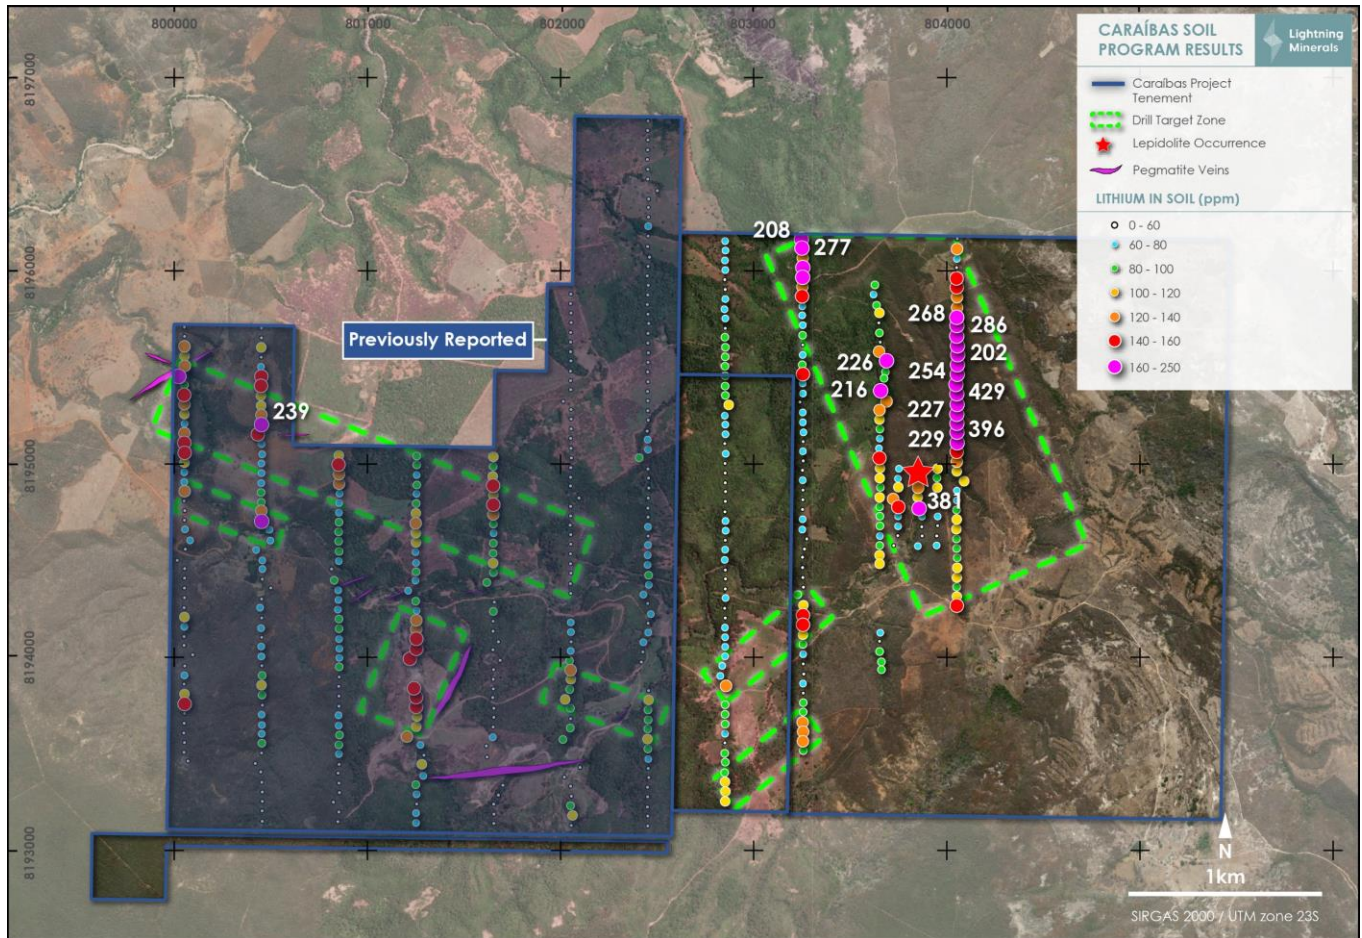 800000
801000
802000
803000
804000
CARAÍBAS SOIL
PROGRAM RESULTS
Lightning
Minerals
Caraíbas Project
Tenement
Drill Target Zone
Lepidolite Occurrence
Pegmatite Veins
LITHIUM IN SOIL (ppm)
0 - 60
60 - 80
80 - 100
100 - 120
120 - 140
140 - 160
160 - 250
8197000
8196000
8195000
8194000
8193000
Previously Reported
208
277
268
286
202
226
254
216
429
227
396
229
239
381
N
1km
SIRGAS 2000 / UTM zone 23S